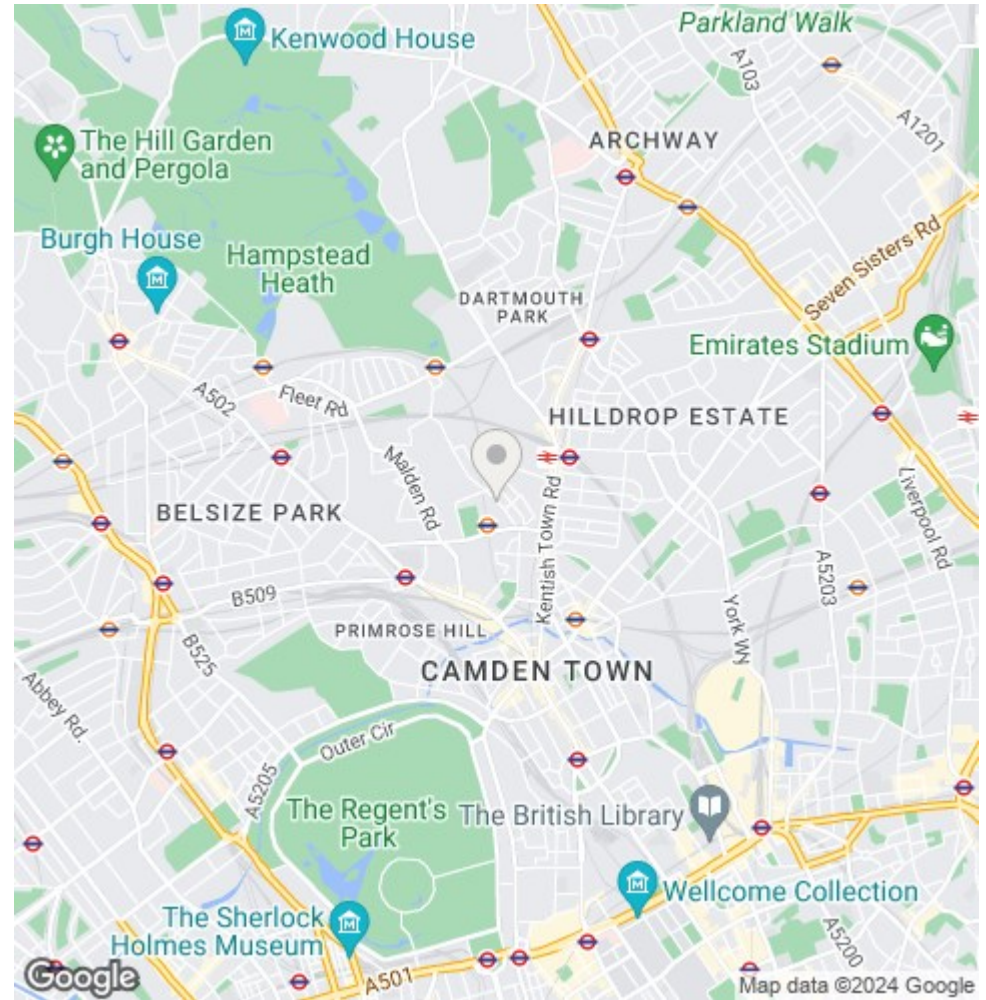 Parkland Walk
Kenwood House
A103
A1201
The Hill Garden
and Pergola
ARCHWAY
Burgh House
Hampstead
Heath
Seven Sisters Rd
DARTMOUTH
PARK
Emirates Stadium
A502
Fleet Rd
HILLDROP ESTATE
Malden Rd
Liverpool Rd
BELSIZE PARK
Kentish Town Rd
A5203
B509
York Wy
PRIMROSE HILL
B525
CAMDEN TOWN
Abbey Rd.
Outer Cir
A5205
The Regent's
Park
The British Library
Wellcome Collection
The Sherlock
Holmes Museum
A5200
A501
Google
Map data ©2024 Google